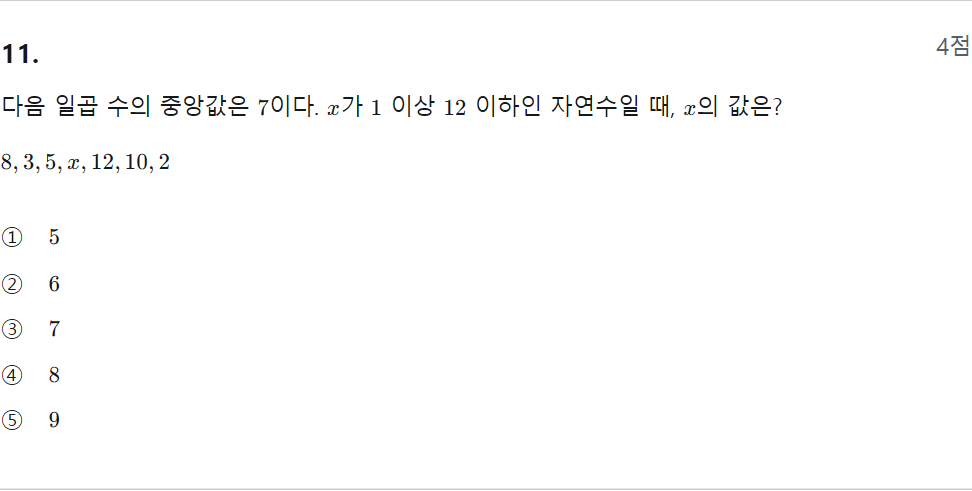 11.
4점
다음 일곱 수의 중앙값은 7이다. x가 1 이상 12 이하인 자연수일 때, x의 값은?
8, 3, 5, x, 12, 10, 2
① 5
② 6
③ 7
④ 8
⑤ 9